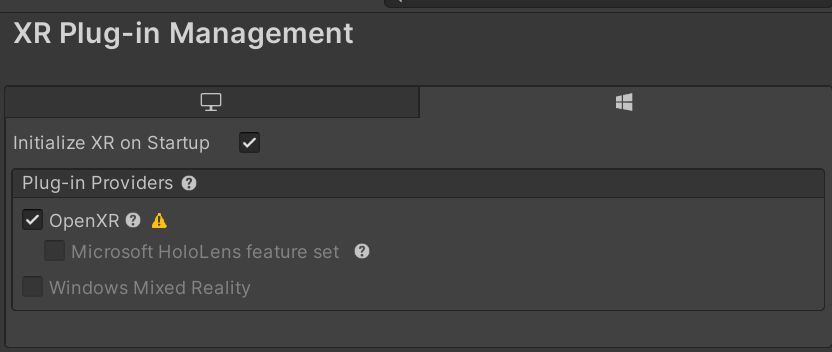 XR Plug-in Management
Initialize XR on Startup
Plug-in Providers ?
OpenXR ?
Microsoft HoloLens feature set ?
Windows Mixed Reality